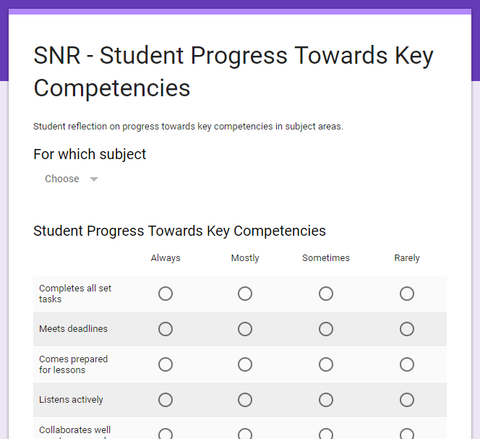 SNR - Student Progress Towards Key
Competencies
Student reflection on progress towards key competencies in subject areas.
For which subject
Choose
Student Progress Towards Key Competencies
Always Mostly Sometimes Rarely
Completes all set
tasks
Meets deadlines
Comes prepared
for lessons
Listens actively
Collaborates well